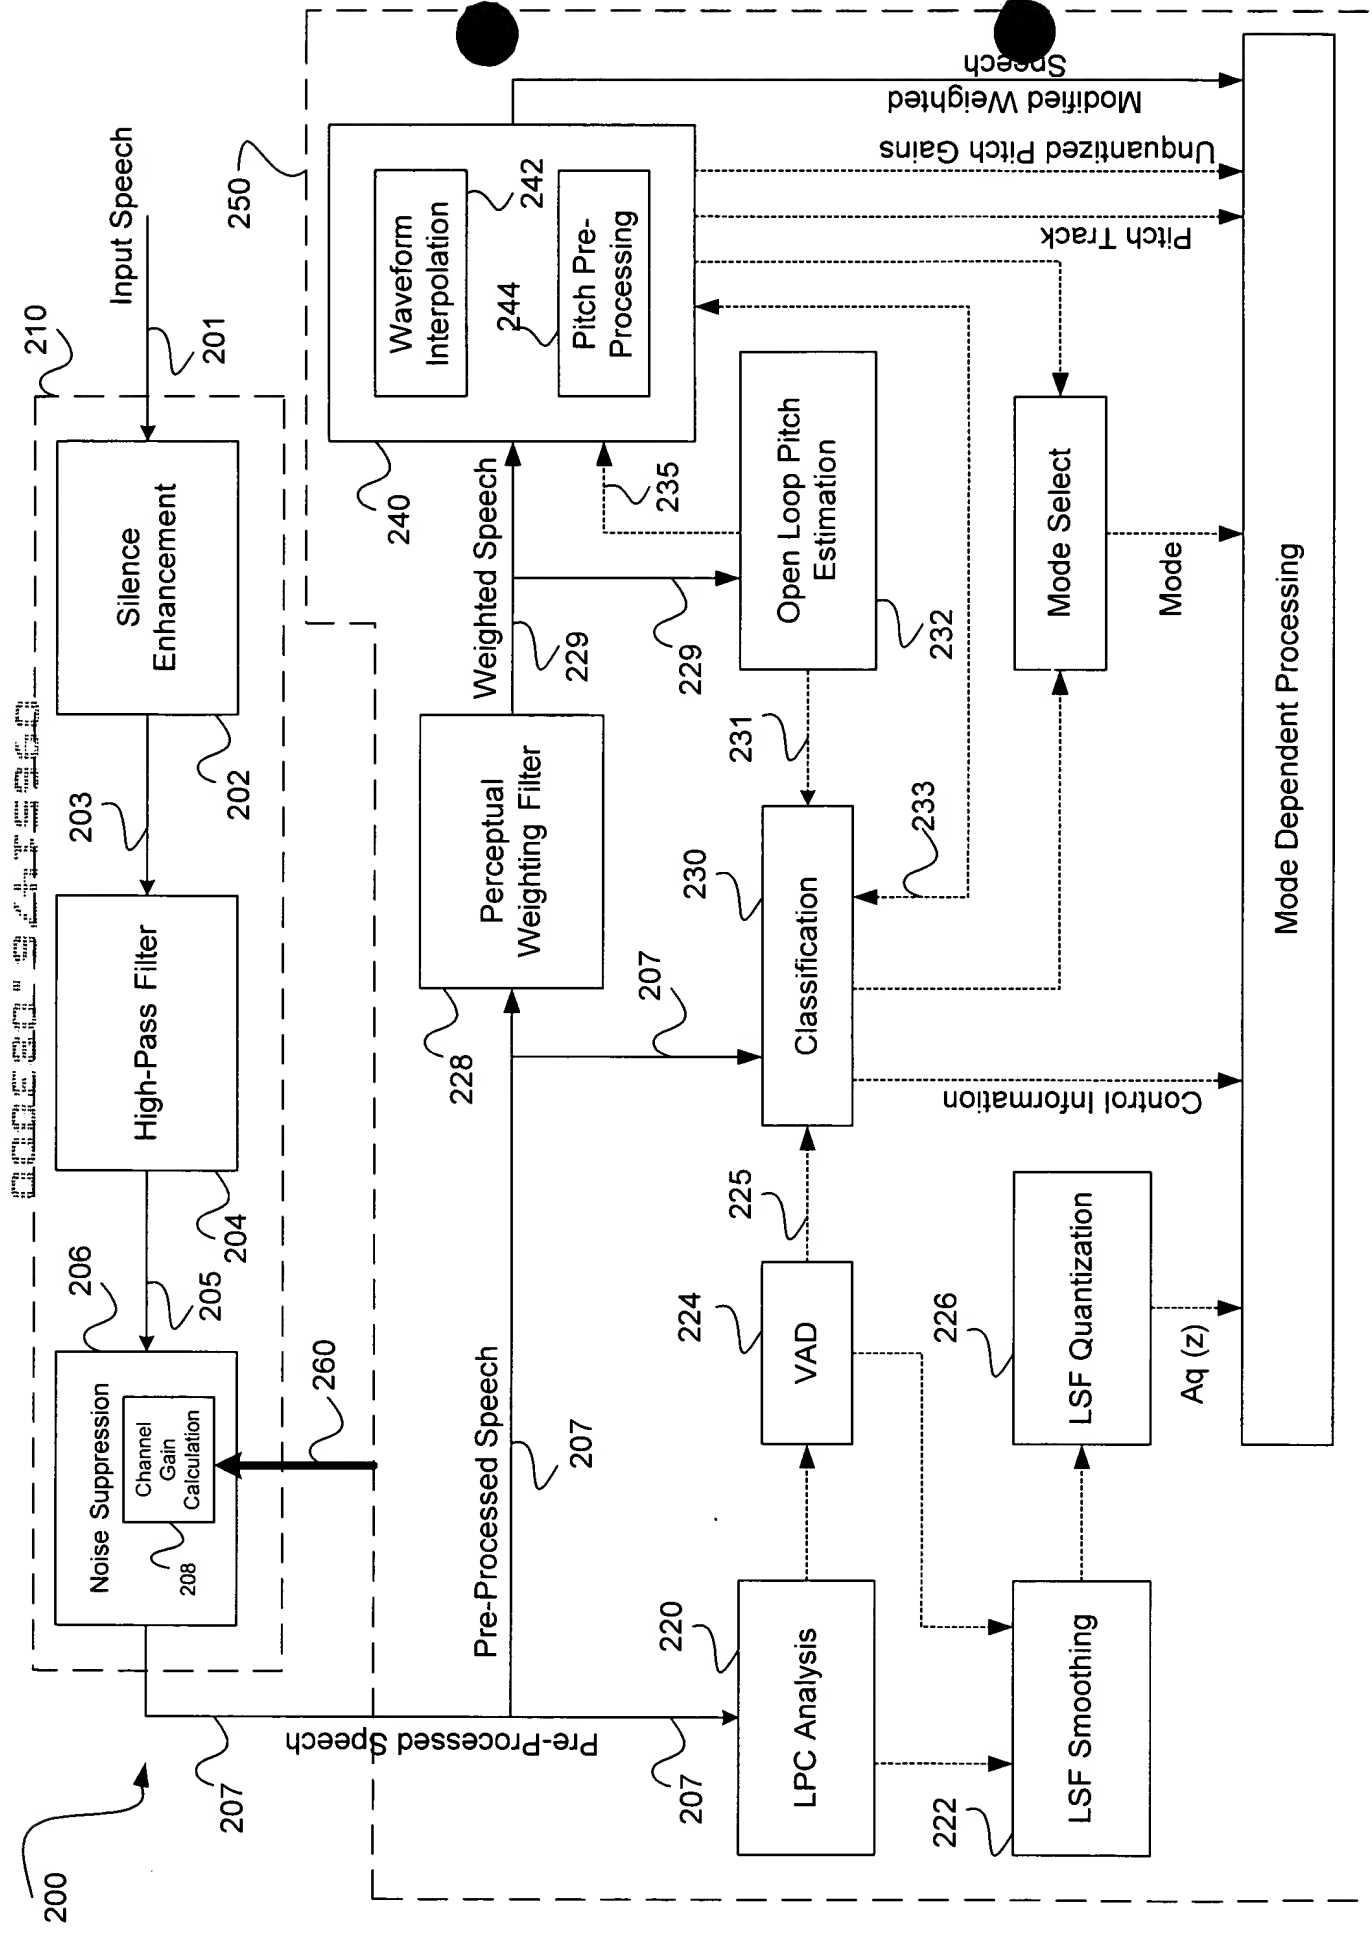 200
210
Input Speech
201
Silence
Enhancement
202
203
High-Pass Filter
204
205
206
Noise Suppression
Channel
Gain
Calculation
208
260
250
207
Pre-Processed Speech
207
Pre-Processed Speech
207
Perceptual
Weighting Filter
228
Weighted Speech
229
229
240
Waveform
Interpolation
242
244
Pitch Pre-
Processing
235
Open Loop Pitch
Estimation
232
231
207
230
Classification
233
225
224
VAD
220
LPC Analysis
222
LSF Smoothing
226
LSF Quantization
Aq (z)
Control Information
Mode Select
Mode
Pitch Track
Unquantized Pitch Gains
Modified Weighted
Speech
Mode Dependent Processing